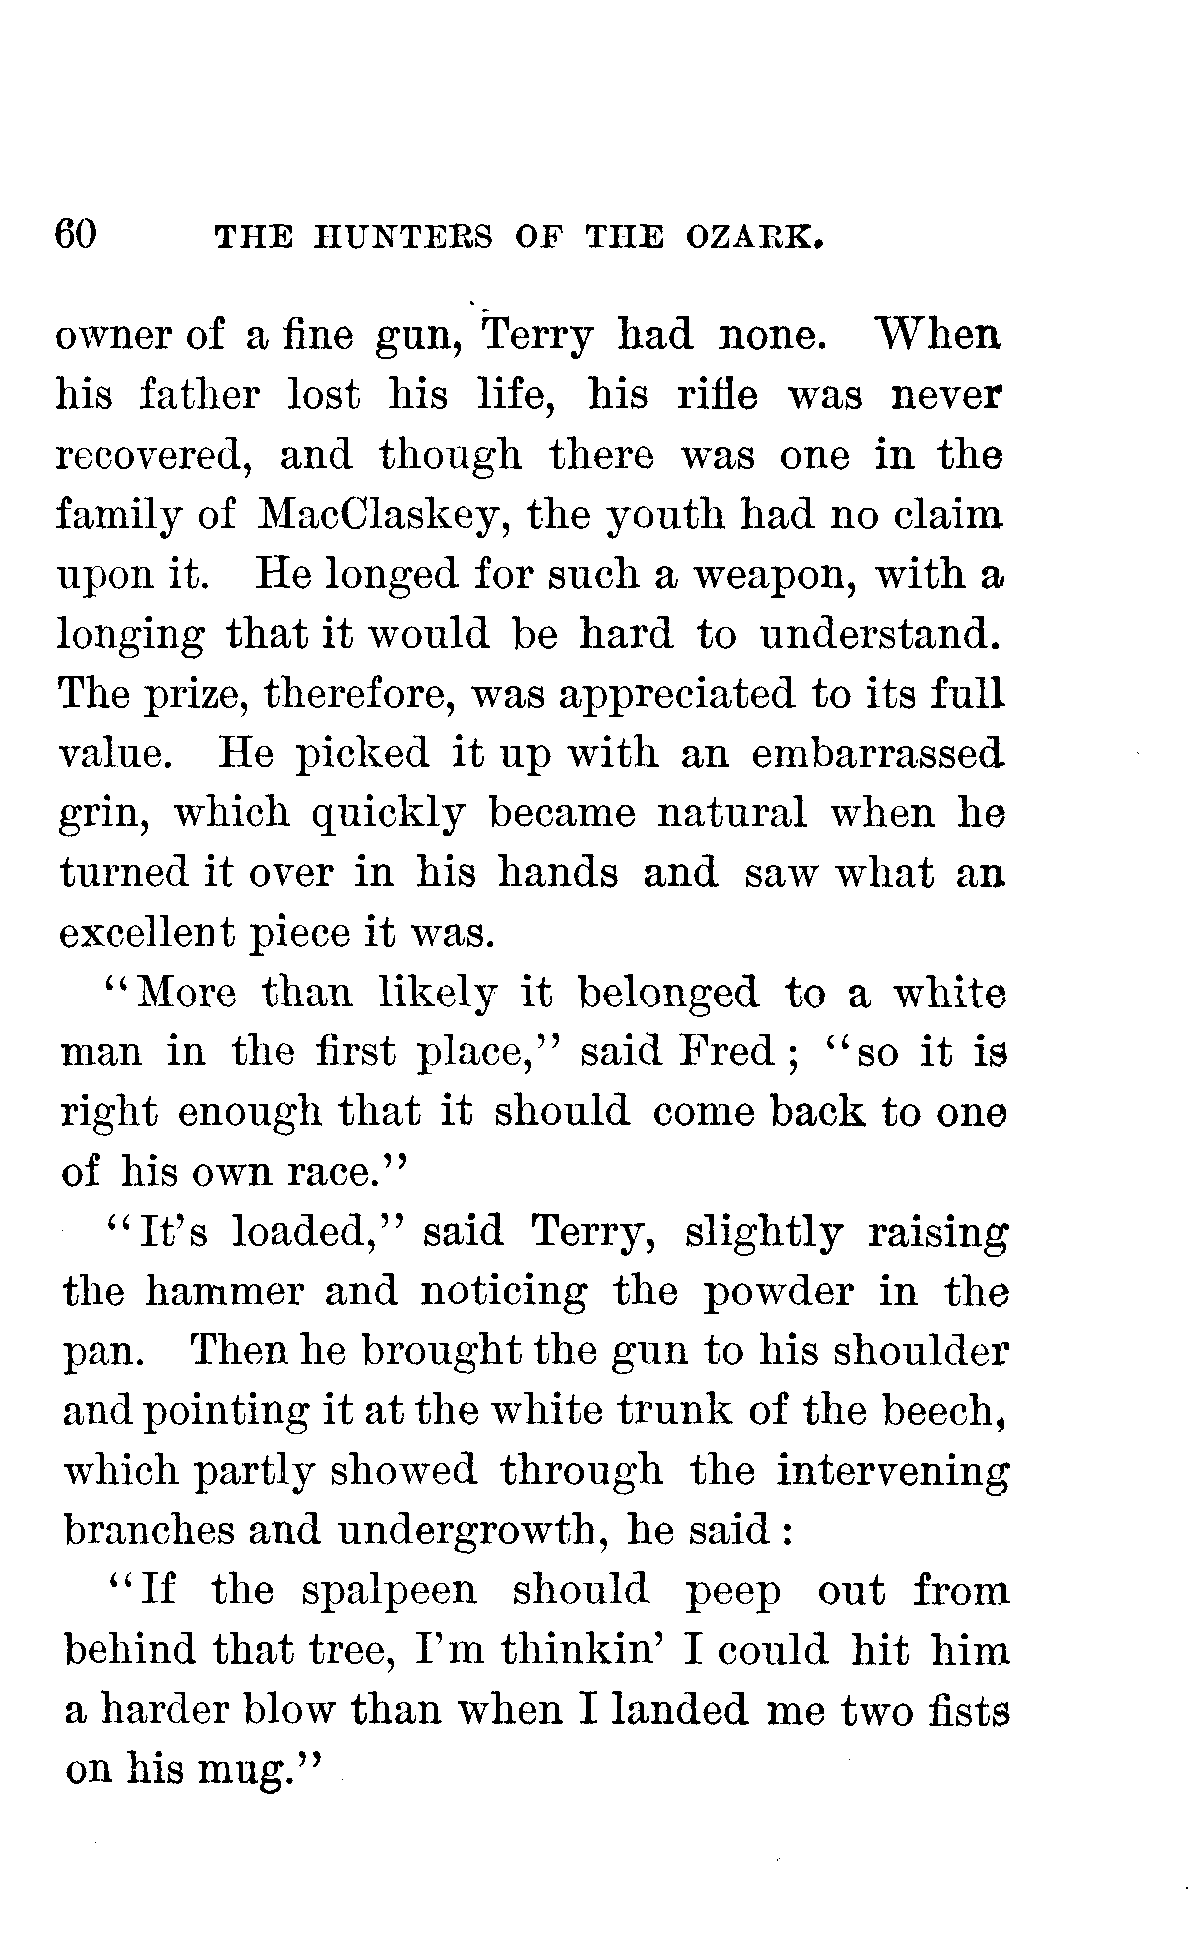 60 THE HUNTERS OF THE OZARK.
owner of a fine gun, Terry had none. When
his father lost his life, his rifle was never
recovered, and though there was one in the
family of MacClaskey, the youth had no claim
upon it. He longed for such a weapon, with a
longing that it would be hard to understand.
The prize, therefore, was appreciated to its full
value. He picked it up with an embarrassed
grin, which quickly became natural when he
turned it over in his hands and saw what an
excellent piece it was.
“More than likely it belonged to a white
man in the first place,” said Fred; “so it is
right enough that it should come back to one
of his own race.”
“It’s loaded,” said Terry, slightly raising
the hammer and noticing the powder in the
pan. Then he brought the gun to his shoulder
and pointing it at the white trunk of the beech,
which partly showed through the intervening
branches and undergrowth, he said:
“If the spalpeen should peep out from
behind that tree, I’m thinkin’ I could hit him
a harder blow than when I landed me two fists
on his mug.”